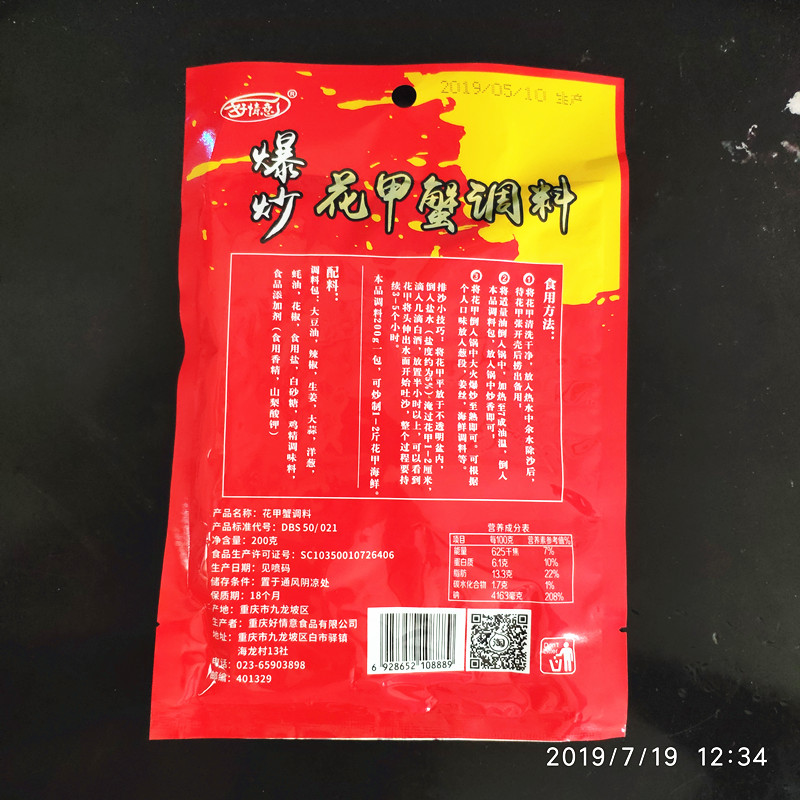 好情意
®
2019/05/10 生产
爆炒
花甲蟹调料
食用方法：
①将花甲清洗干净，放入热水中汆水除沙后，
待花甲张开壳后捞出备用。
②将适量油倒入锅中，加热至7成油温，倒入
本品调料包，放入锅中炒香即可。
③将花甲倒入锅中大火爆炒至熟即可。可根据
个人口味放入葱段，姜丝，海鲜调料等。
排沙小技巧：将花甲平放于不透明盆内，
倒入盐水（盐度约为5%）淹过花甲1-2厘米，
滴入几滴白酒，放置半小时以上，可以看到
花甲将头伸出水面开始吐沙，整个过程要持
续3-5个小时。
本品调料200g一包，可炒制1-2斤花甲海鲜。
配料：
调料包：大豆油，辣椒，生姜，大蒜，洋葱，
蚝油，花椒，食用盐，白砂糖，鸡精调味料，
食品添加剂（食用香精，山梨酸钾）
产品名称：花甲蟹调料
产品标准代号：DBS 50/ 021
净含量：200克
食品生产许可证号：SC10350010726406
生产日期：见喷码
储存条件：置于通风阴凉处
保质期：18个月
产地：重庆市九龙坡区
生产者：重庆好情意食品有限公司
地址：重庆市九龙坡区白市驿镇
海龙村13社
电话：023-65903898
邮编：401329
营养成分表
项目 每100克 营养素参考值%
能量 625千焦 7%
蛋白质 6.1克 10%
脂肪 13.3克 22%
碳水化合物 1.7克 1%
钠 4163毫克 208%
6 928652 108889
淘
2019/7/19 12:34